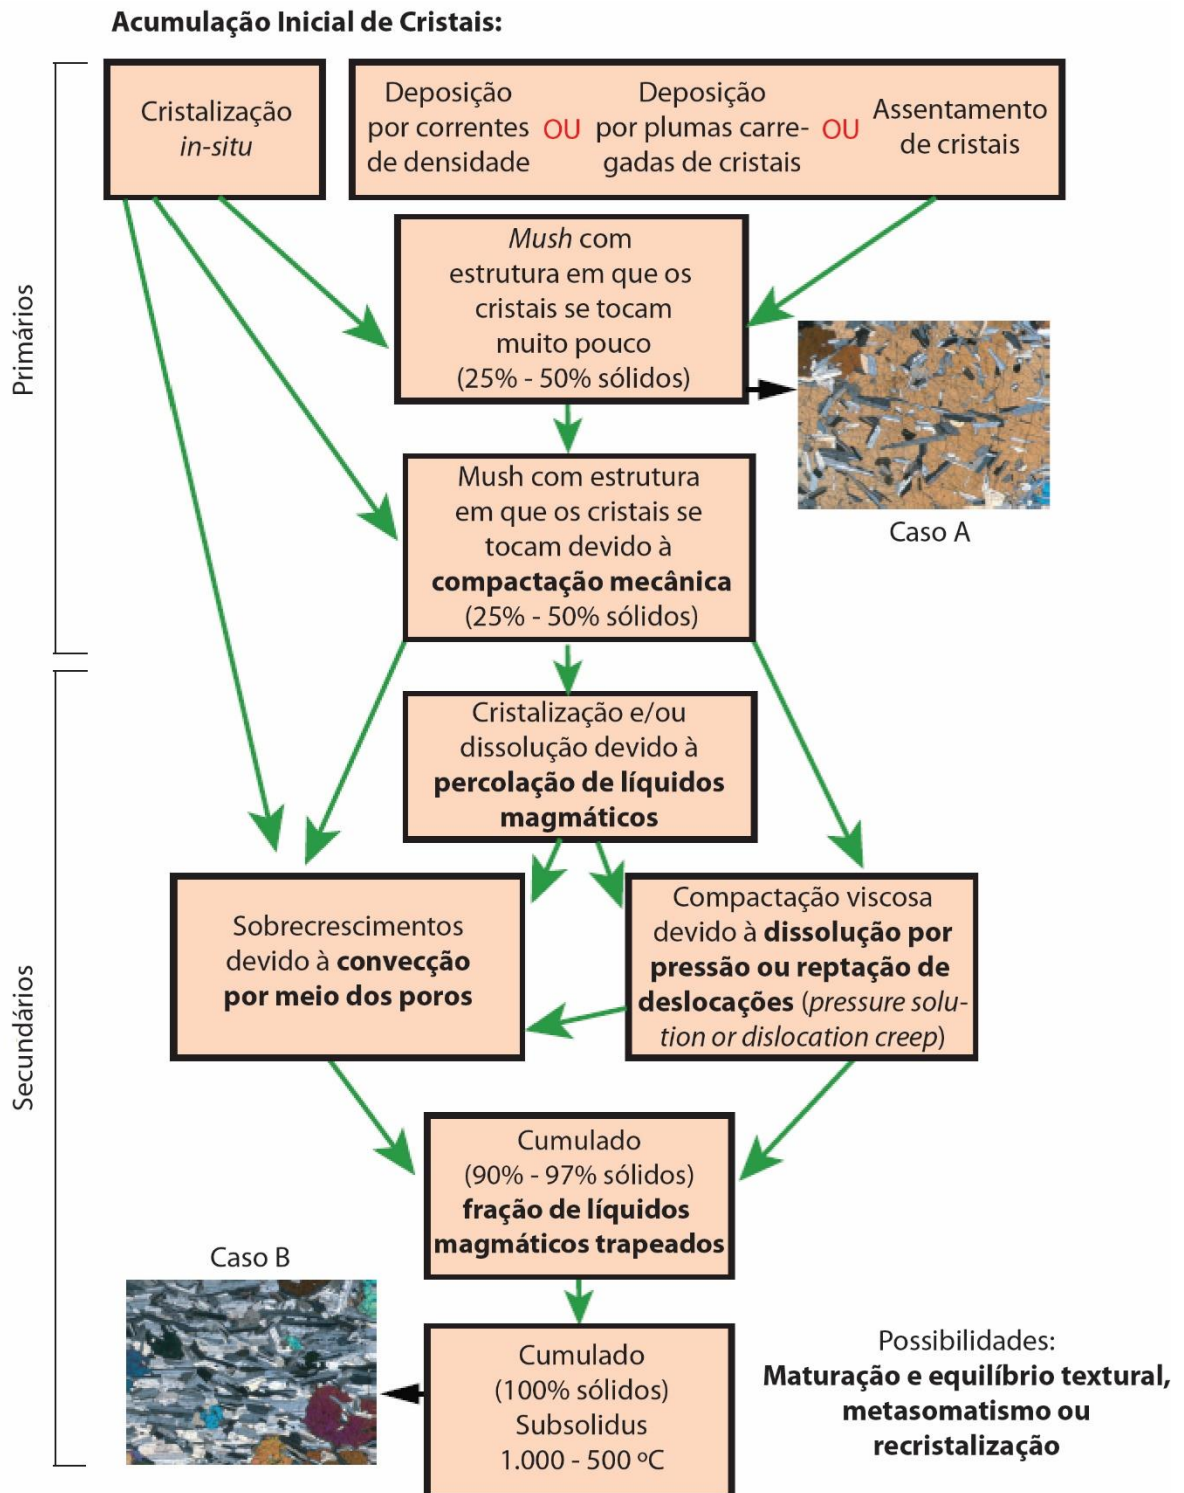 Acumulação Inicial de Cristais:
Primários
Cristalização
in-situ
Deposição
por correntes
de densidade
OU
Deposição
por plumas carre-
gadas de cristais
OU
Assentamento
de cristais
Mush com
estrutura em que os
cristais se tocam
muito pouco
(25% - 50% sólidos)
Caso A
Mush com estrutura
em que os cristais se
tocam devido à
compactação mecânica
(25% - 50% sólidos)
Secundários
Cristalização e/ou
dissolução devido à
percolação de líquidos
magmáticos
Sobrecrescimentos
devido à convecção
por meio dos poros
Compactação viscosa
devido à dissolução por
pressão ou reptação de
deslocações (pressure solu-
tion or dislocation creep)
Cumulado
(90% - 97% sólidos)
fração de líquidos
magmáticos trapeados
Caso B
Cumulado
(100% sólidos)
Subsolidus
1.000 - 500 ºC
Possibilidades:
Maturação e equilíbrio textural,
metasomatismo ou
recristalização